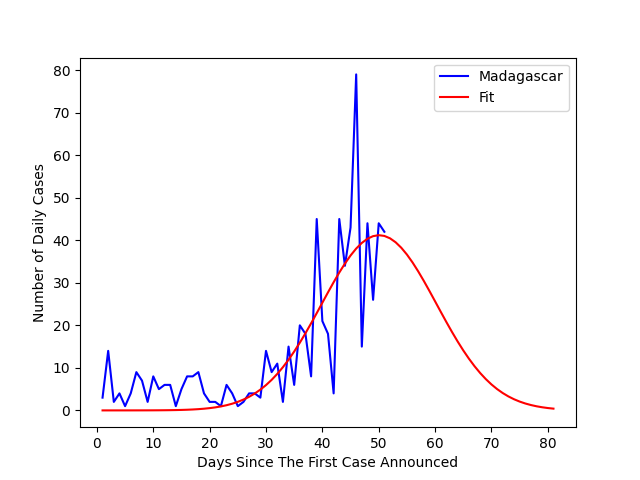 Madagascar
Fit
Number of Daily Cases
80
70
60
50
40
30
20
10
0
0 10 20 30 40 50 60 70 80
Days Since The First Case Announced